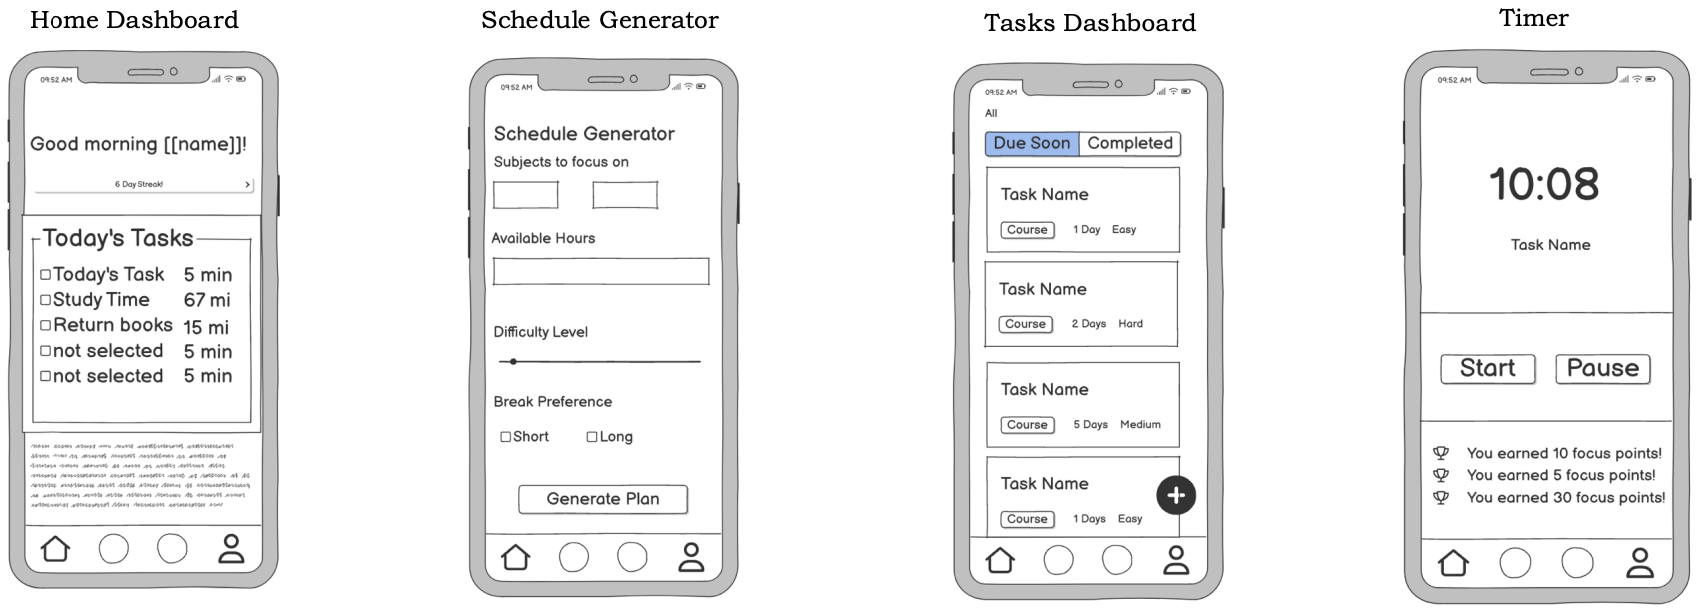 Home Dashboard
09:52 AM
Good morning [[name]]!
6 Day Streak!
Today's Tasks
Today's Task 5 min
Study Time 67 mi
Return books 15 mi
not selected 5 min
not selected 5 min
Schedule Generator
09:52 AM
Schedule Generator
Subjects to focus on
Available Hours
Difficulty Level
Break Preference
Short Long
Generate Plan
Tasks Dashboard
09:52 AM
All
Due Soon Completed
Task Name
Course 1 Day Easy
Task Name
Course 2 Days Hard
Task Name
Course 5 Days Medium
Task Name
Course 1 Days Easy
+
Timer
09:52 AM
10:08
Task Name
Start Pause
You earned 10 focus points!
You earned 5 focus points!
You earned 30 focus points!